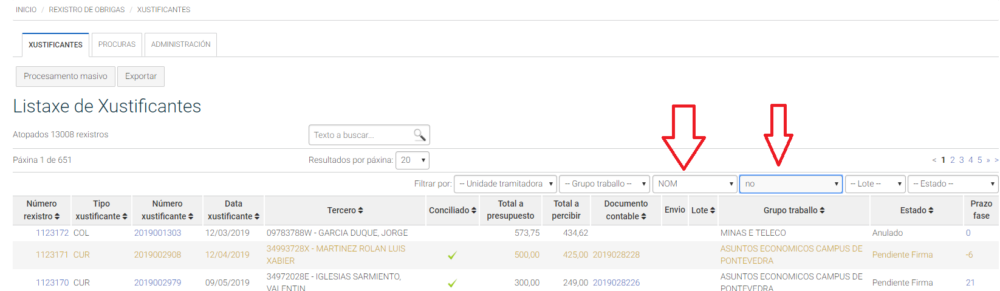 INICIO / REXISTRO DE OBRIGAS / XUSTIFICANTES
XUSTIFICANTES PROCURAS ADMINISTRACIÓN
Procesamento masivo Exportar
Listaxe de Xustificantes
Atopados 13008 rexistros Texto a buscar...
Páxina 1 de 651 Resultados por páxina: 20 < 1 2 3 4 5 » >
Filtrar por: -- Unidade tramitadora -- Grupo traballo -- NOM no -- Lote -- -- Estado --
Número rexistro Tipo xustificante Número xustificante Data xustificante Tercero Conciliado Total a presuposto Total a percibir Documento contable Envio Lote Grupo traballo Estado Prazo fase
1123172 COL 2019001303 12/03/2019 09783788W - GARCIA DUQUE, JORGE 573,75 434,62 MINAS E TELECO Anulado 0
1123171 CUR 2019002908 12/04/2019 34993728X - MARTINEZ ROLAN LUIS XABIER 500,00 425,00 2019028228 ASUNTOS ECONOMICOS CAMPUS DE PONTEVEDRA Pendiente Firma -6
1123170 CUR 2019002979 09/05/2019 34972028E - IGLESIAS SARMIENTO, VALENTIN 300,00 249,00 2019028226 ASUNTOS ECONOMICOS CAMPUS DE PONTEVEDRA Pendiente Firma 21